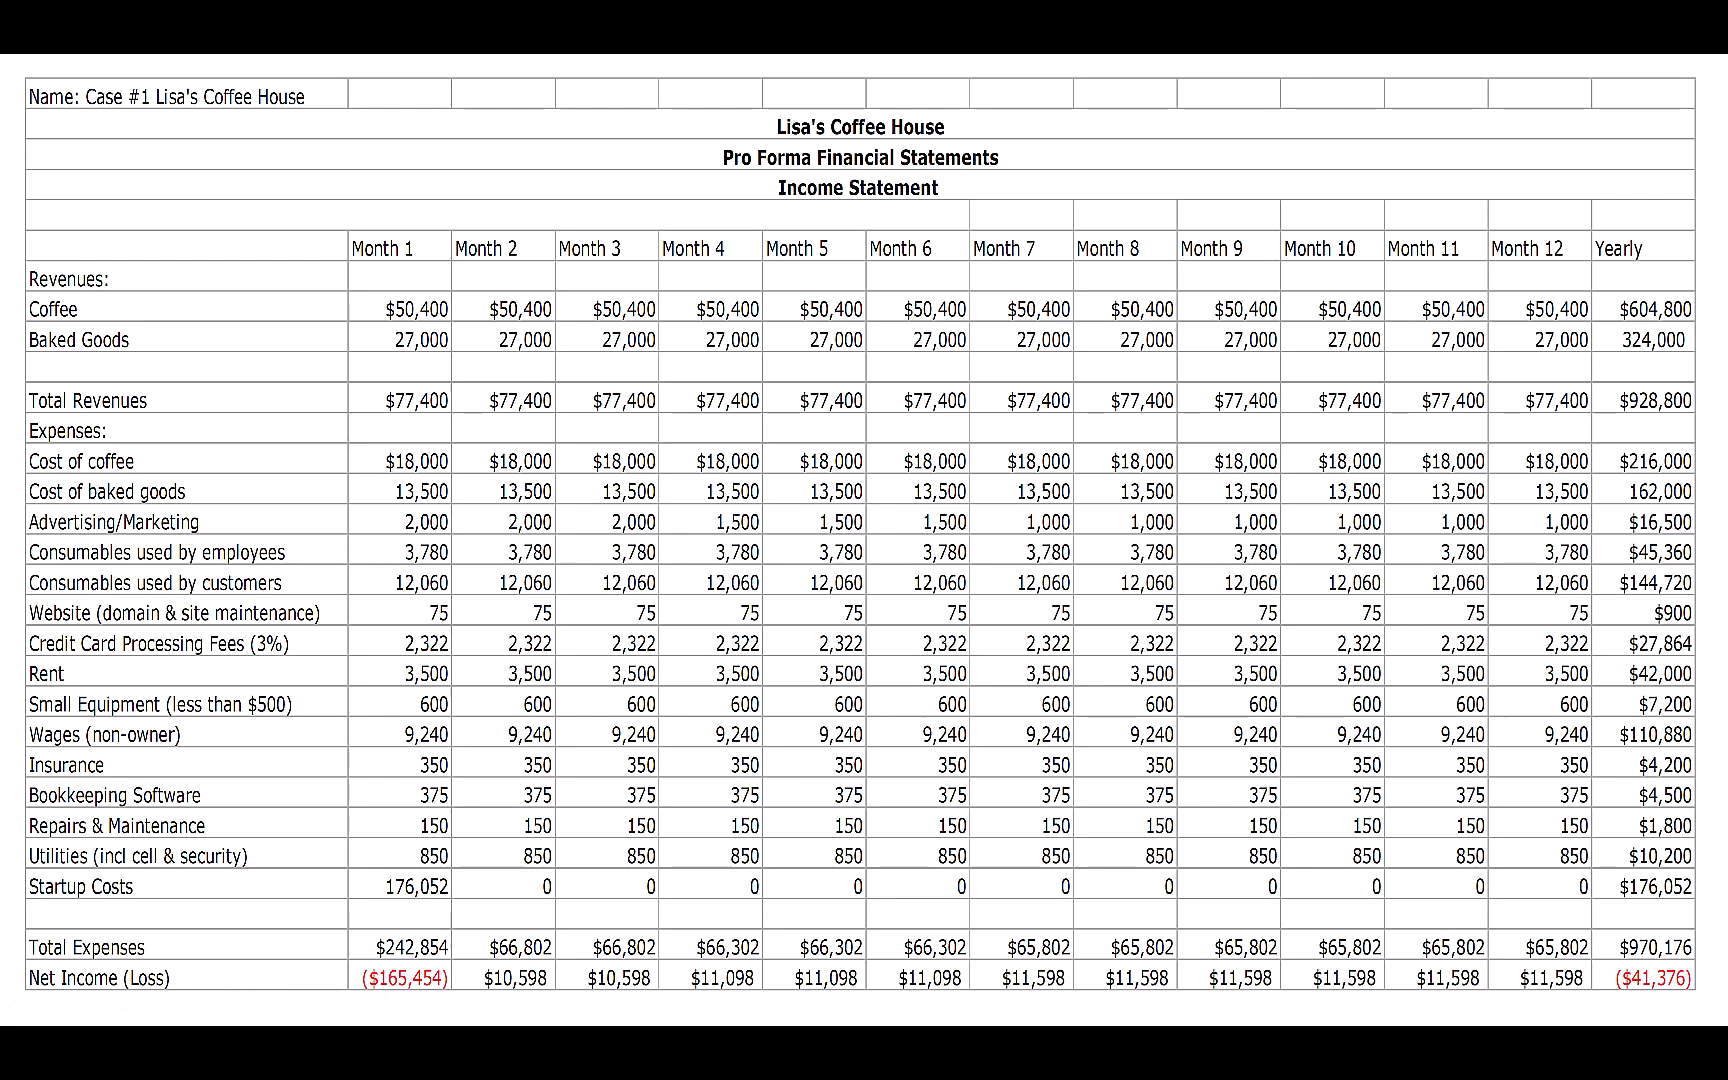 Name: Case #1 Lisa's Coffee House
Lisa's Coffee House
Pro Forma Financial Statements
Income Statement
Month 1 Month 2 Month 3 Month 4 Month 5 Month 6 Month 7 Month 8 Month 9 Month 10 Month 11 Month 12 Yearly
Revenues:
Coffee $50,400 $50,400 $50,400 $50,400 $50,400 $50,400 $50,400 $50,400 $50,400 $50,400 $50,400 $50,400 $604,800
Baked Goods 27,000 27,000 27,000 27,000 27,000 27,000 27,000 27,000 27,000 27,000 27,000 27,000 324,000
Total Revenues $77,400 $77,400 $77,400 $77,400 $77,400 $77,400 $77,400 $77,400 $77,400 $77,400 $77,400 $77,400 $928,800
Expenses:
Cost of coffee $18,000 $18,000 $18,000 $18,000 $18,000 $18,000 $18,000 $18,000 $18,000 $18,000 $18,000 $18,000 $216,000
Cost of baked goods 13,500 13,500 13,500 13,500 13,500 13,500 13,500 13,500 13,500 13,500 13,500 13,500 162,000
Advertising/Marketing 2,000 2,000 2,000 1,500 1,500 1,500 1,000 1,000 1,000 1,000 1,000 1,000 $16,500
Consumables used by employees 3,780 3,780 3,780 3,780 3,780 3,780 3,780 3,780 3,780 3,780 3,780 3,780 $45,360
Consumables used by customers 12,060 12,060 12,060 12,060 12,060 12,060 12,060 12,060 12,060 12,060 12,060 12,060 $144,720
Website (domain & site maintenance) 75 75 75 75 75 75 75 75 75 75 75 75 $900
Credit Card Processing Fees (3%) 2,322 2,322 2,322 2,322 2,322 2,322 2,322 2,322 2,322 2,322 2,322 2,322 $27,864
Rent 3,500 3,500 3,500 3,500 3,500 3,500 3,500 3,500 3,500 3,500 3,500 3,500 $42,000
Small Equipment (less than $500) 600 600 600 600 600 600 600 600 600 600 600 600 $7,200
Wages (non-owner) 9,240 9,240 9,240 9,240 9,240 9,240 9,240 9,240 9,240 9,240 9,240 9,240 $110,880
Insurance 350 350 350 350 350 350 350 350 350 350 350 350 $4,200
Bookkeeping Software 375 375 375 375 375 375 375 375 375 375 375 375 $4,500
Repairs & Maintenance 150 150 150 150 150 150 150 150 150 150 150 150 $1,800
Utilities (incl cell & security) 850 850 850 850 850 850 850 850 850 850 850 850 $10,200
Startup Costs 176,052 0 0 0 0 0 0 0 0 0 0 0 $176,052
Total Expenses $242,854 $66,802 $66,802 $66,302 $66,302 $66,302 $65,802 $65,802 $65,802 $65,802 $65,802 $65,802 $970,176
Net Income (Loss) ($165,454) $10,598 $10,598 $11,098 $11,098 $11,098 $11,598 $11,598 $11,598 $11,598 $11,598 $11,598 ($41,376)